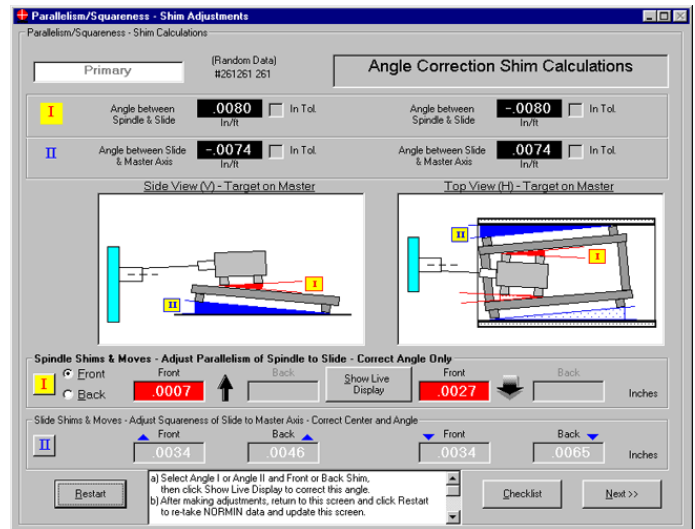 Parallelism/Squareness - Shim Adjustments
Parallelism/Squareness - Shim Calculations
Primary
(Random Data)
#261261 261
Angle Correction Shim Calculations
I
Angle between
Spindle & Slide
.0080
In/ft
In Tol.
Angle between
Spindle & Slide
-.0080
In/ft
In Tol.
II
Angle between Slide
& Master Axis
-.0074
In/ft
In Tol.
Angle between Slide
& Master Axis
.0074
In/ft
In Tol.
Side View (V) - Target on Master
Top View (H) - Target on Master
I
II
II
I
Spindle Shims & Moves - Adjust Parallelism of Spindle to Slide - Correct Angle Only
I
Front
Back
Front
.0007
Back
Show Live
Display
Front
.0027
Back
Inches
Slide Shims & Moves - Adjust Squareness of Slide to Master Axis - Correct Center and Angle
II
Front
.0034
Back
.0046
Front
.0034
Back
.0065
Inches
Restart
a) Select Angle I or Angle II and Front or Back Shim,
then click Show Live Display to correct this angle.
b) After making adjustments, return to this screen and click Restart
to re-take NORMIN data and update this screen.
Checklist
Next >>